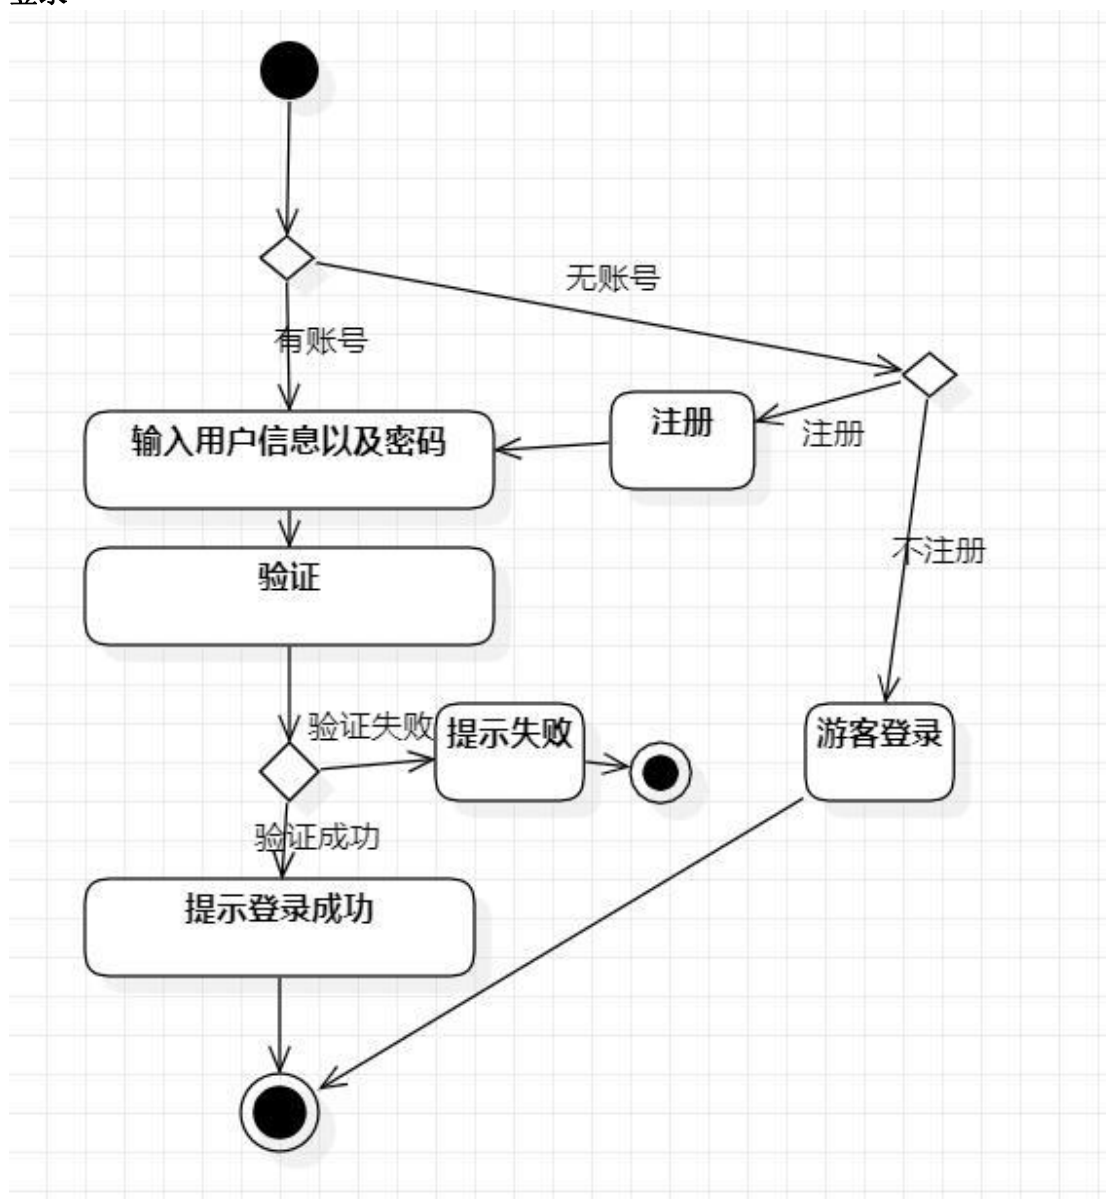 无账号
有账号
注册
注册
输入用户信息以及密码
不注册
验证
验证失败
提示失败
游客登录
验证成功
提示登录成功